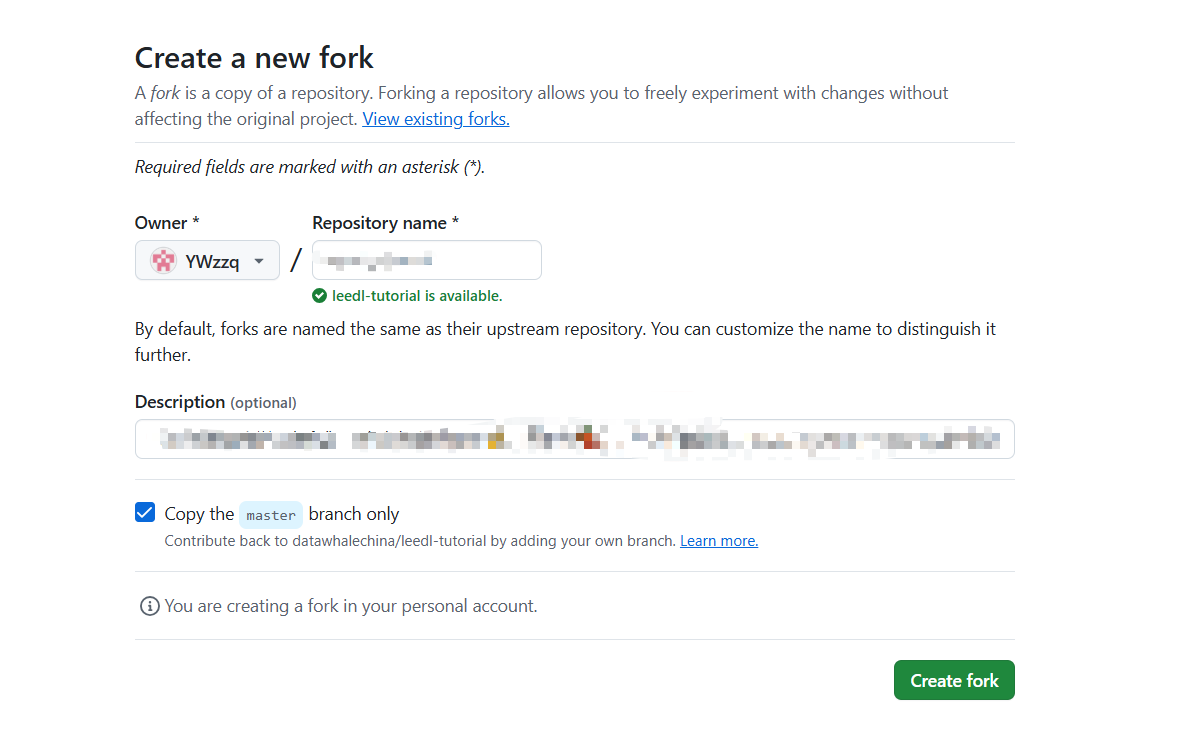 Create a new fork
A fork is a copy of a repository. Forking a repository allows you to freely experiment with changes without
affecting the original project. View existing forks.
Required fields are marked with an asterisk (*).
Owner * Repository name *
YWzzq /
leedl-tutorial is available.
By default, forks are named the same as their upstream repository. You can customize the name to distinguish it
further.
Description (optional)
Copy the master branch only
Contribute back to datawhalechina/leedl-tutorial by adding your own branch. Learn more.
You are creating a fork in your personal account.
Create fork